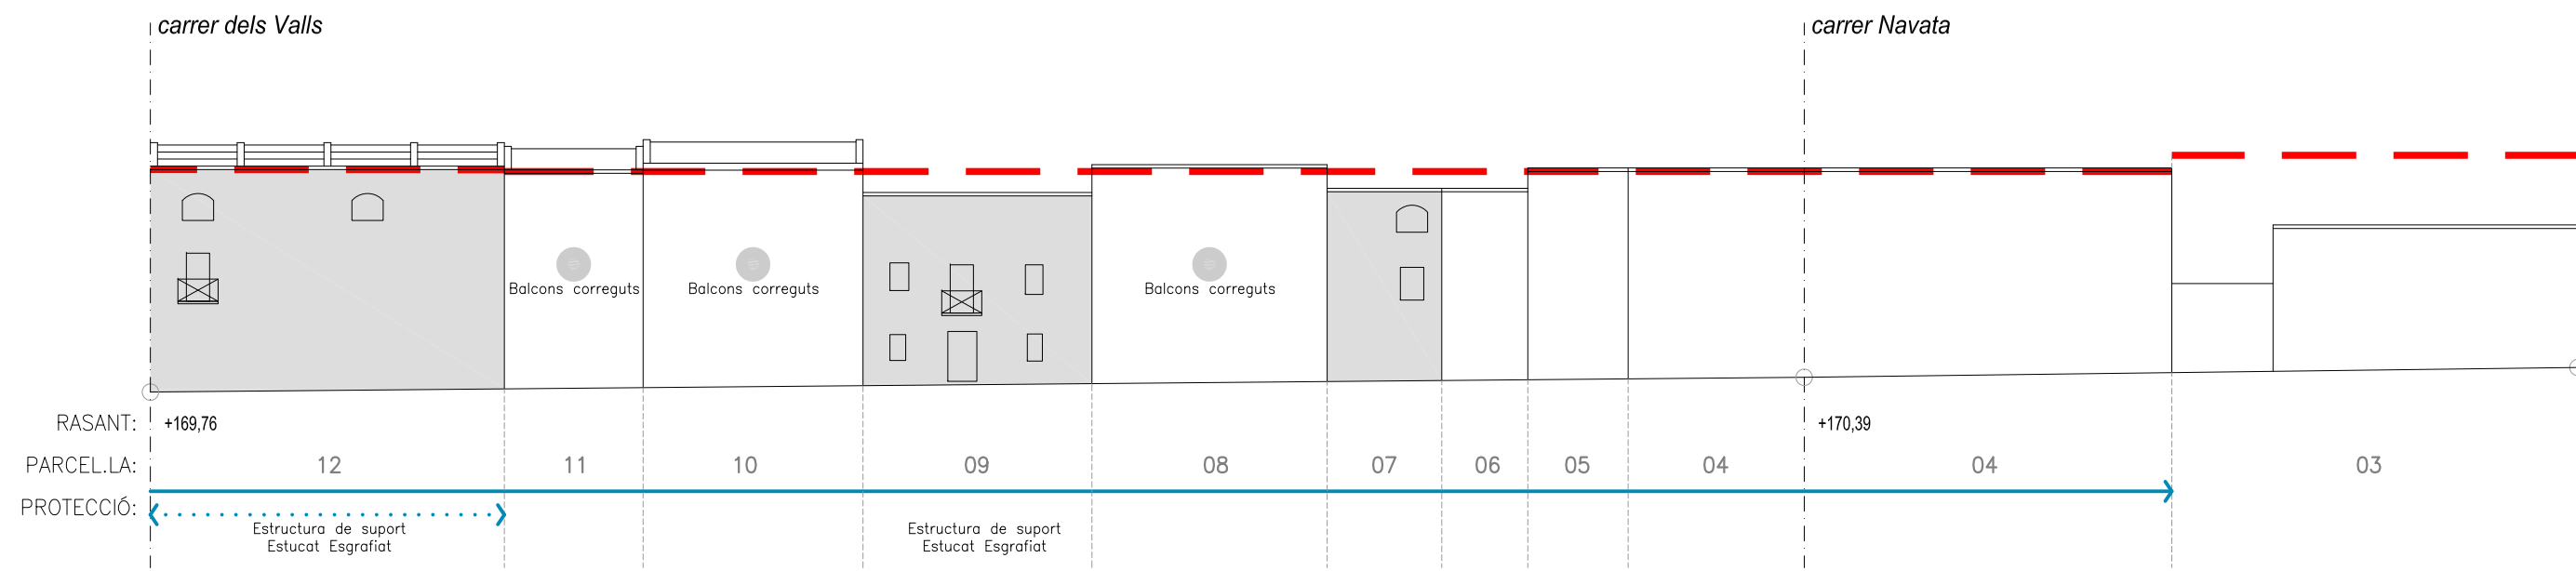 carrer dels Valls
carrer Navata
Balcons correguts
Balcons correguts
Balcons correguts
RASANT:
+169,76
+170,39
PARCEL.LA:
12
11
10
09
08
07
06
05
04
04
03
PROTECCIÓ:
Estructura de suport
Estucat Esgrafiat
Estructura de suport
Estucat Esgrafiat